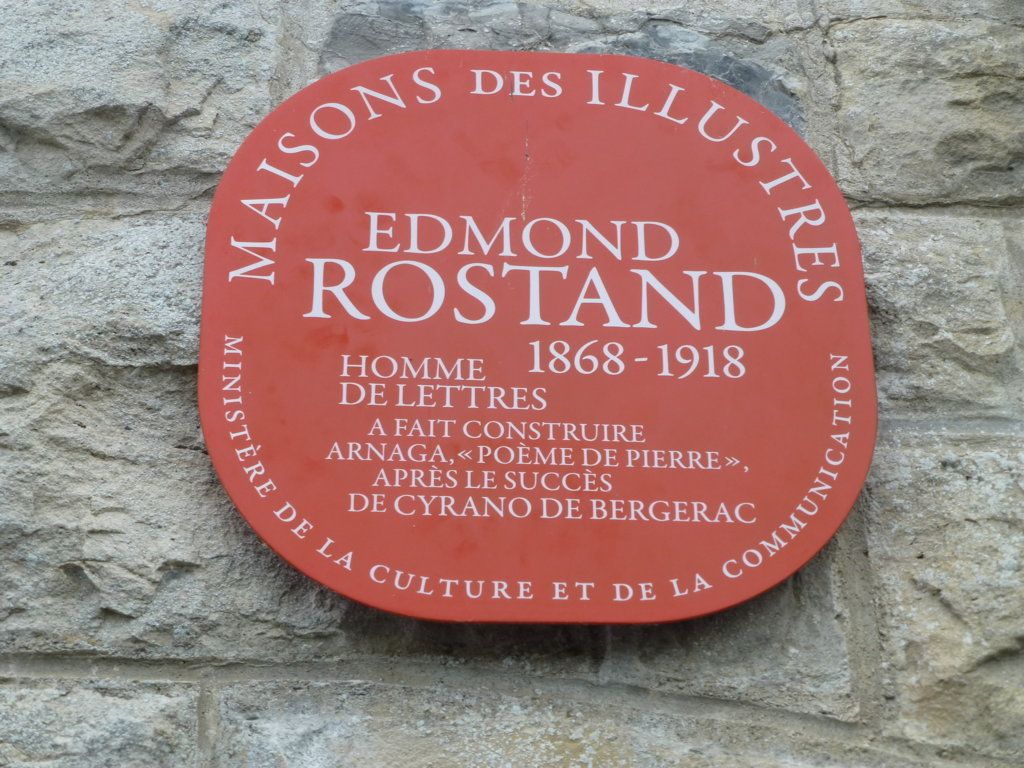 MAISONS DES ILLUSTRES
EDMOND
ROSTAND
1868-1918
HOMME
DE LETTRES
A FAIT CONSTRUIRE
ARNAGA, « POÈME DE PIERRE »,
APRÈS LE SUCCÈS
DE CYRANO DE BERGERAC
MINISTÈRE DE LA CULTURE ET DE LA COMMUNICATION